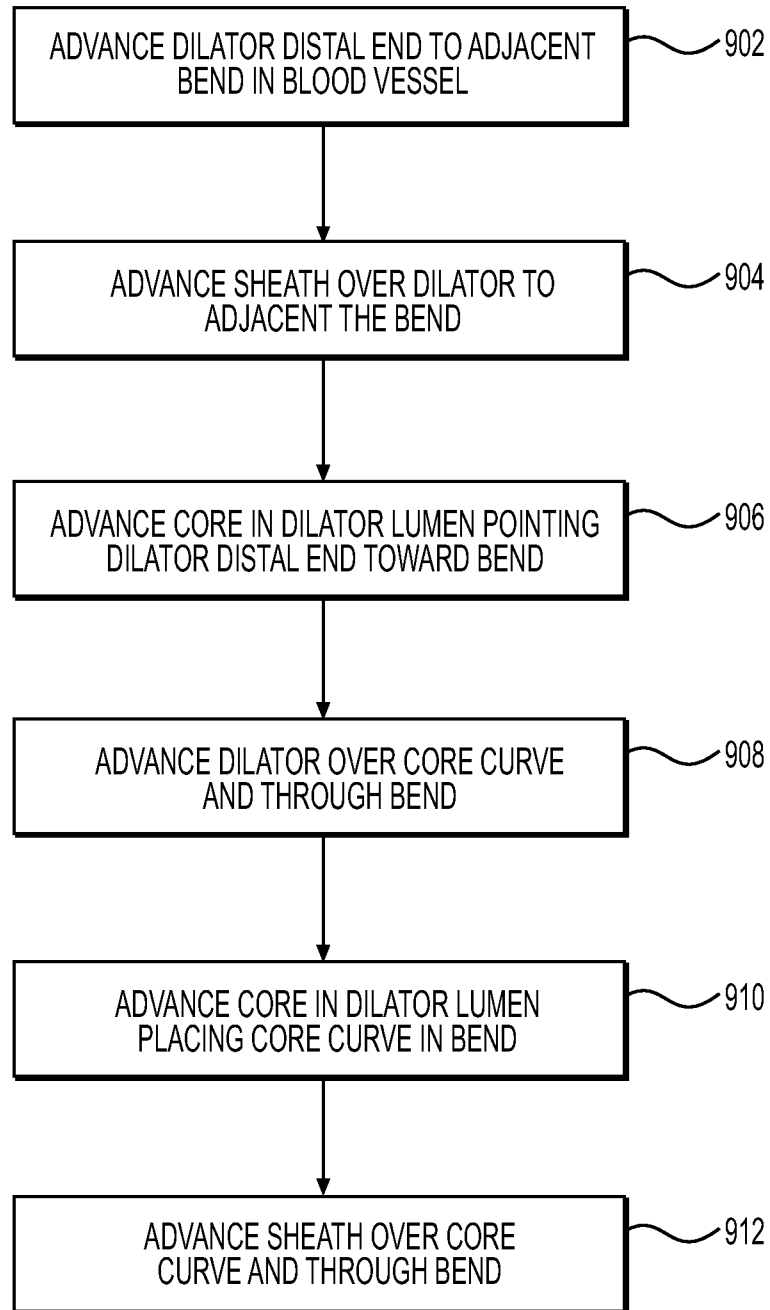 ADVANCE DILATOR DISTAL END TO ADJACENT
BEND IN BLOOD VESSEL
902
ADVANCE SHEATH OVER DILATOR TO
ADJACENT THE BEND
904
ADVANCE CORE IN DILATOR LUMEN POINTING
DILATOR DISTAL END TOWARD BEND
906
ADVANCE DILATOR OVER CORE CURVE
AND THROUGH BEND
908
ADVANCE CORE IN DILATOR LUMEN
PLACING CORE CURVE IN BEND
910
ADVANCE SHEATH OVER CORE
CURVE AND THROUGH BEND
912